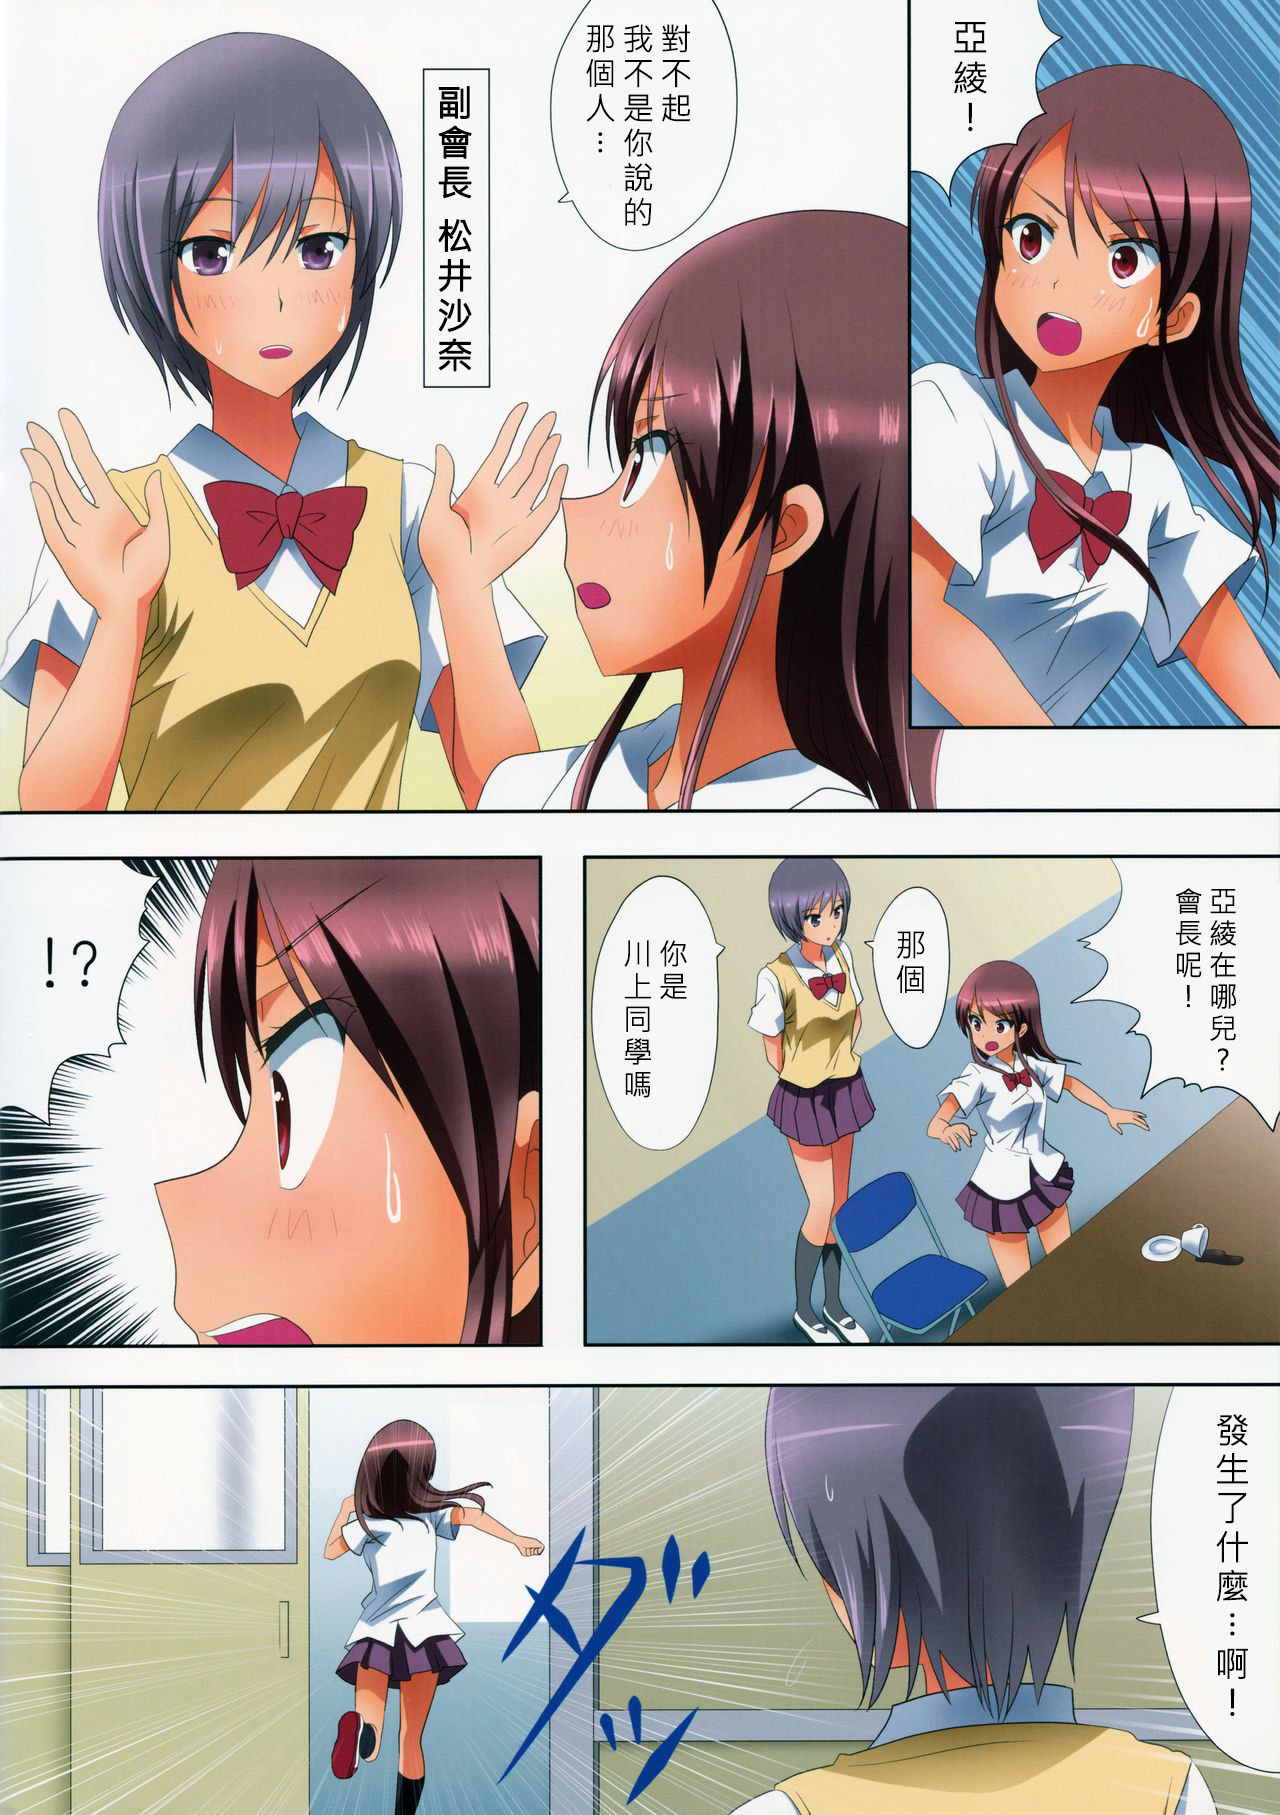 亞綾！
對不起
我不是你說的
那個人…
副會長 松井沙奈
亞綾在哪兒？
會長呢！
那個
你是
川上同學嗎
!?
發生了什麼…啊！
ダッ